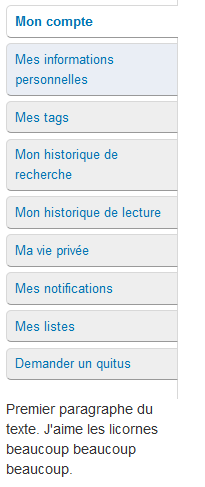 Mon compte
Mes informations
personnelles
Mes tags
Mon historique de
recherche
Mon historique de lecture
Ma vie privée
Mes notifications
Mes listes
Demander un quitus
Premier paragraphe du
texte. J'aime les licornes
beaucoup beaucoup
beaucoup.